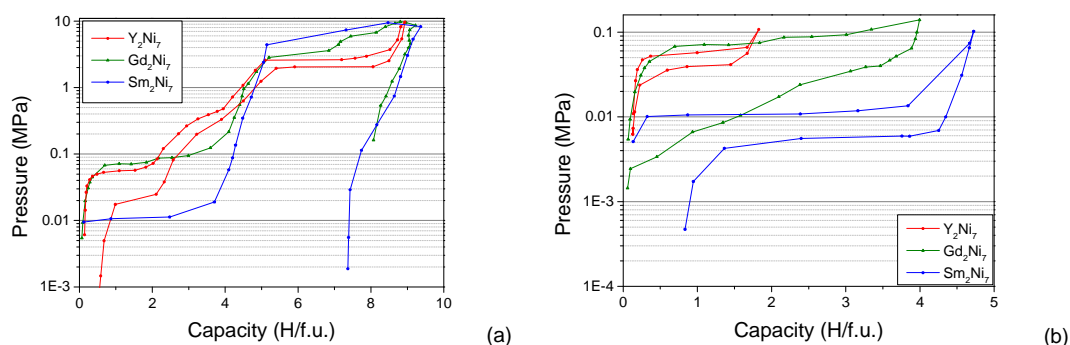 10
1
0.1
0.01
1E-3
Pressure (MPa)
Y₂Ni₇
Gd₂Ni₇
Sm₂Ni₇
0 2 4 6 8 10
Capacity (H/f.u.)
(a)
0.1
0.01
1E-3
1E-4
Pressure (MPa)
Y₂Ni₇
Gd₂Ni₇
Sm₂Ni₇
0 1 2 3 4 5
Capacity (H/f.u.)
(b)